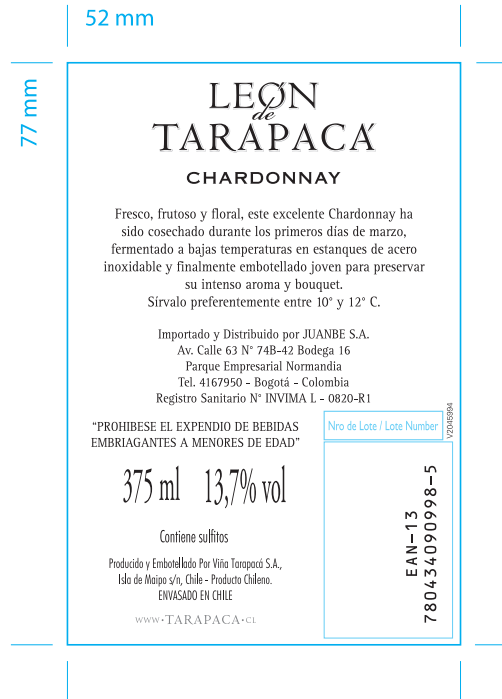 52 mm
77 mm
LEÓN
de
TARAPACÁ
CHARDONNAY
Fresco, frutoso y floral, este excelente Chardonnay ha
sido cosechado durante los primeros días de marzo,
fermentado a bajas temperaturas en estanques de acero
inoxidable y finalmente embotellado joven para preservar
su intenso aroma y bouquet.
Sírvalo preferentemente entre 10° y 12° C.
Importado y Distribuido por JUANBE S.A.
Av. Calle 63 N° 74B-42 Bodega 16
Parque Empresarial Normandia
Tel. 4167950 - Bogotá - Colombia
Registro Sanitario N° INVIMA L - 0820-R1
“PROHIBESE EL EXPENDIO DE BEBIDAS
EMBRIAGANTES A MENORES DE EDAD”
375 ml 13,7% vol
Contiene sulfitos
Producido y Embotellado Por Viña Tarapacá S.A.,
Isla de Maipo s/n, Chile - Producto Chileno.
ENVASADO EN CHILE
WWW·TARAPACA·CL
Nro de Lote / Lote Number
V2045994
EAN-13
7804340909985